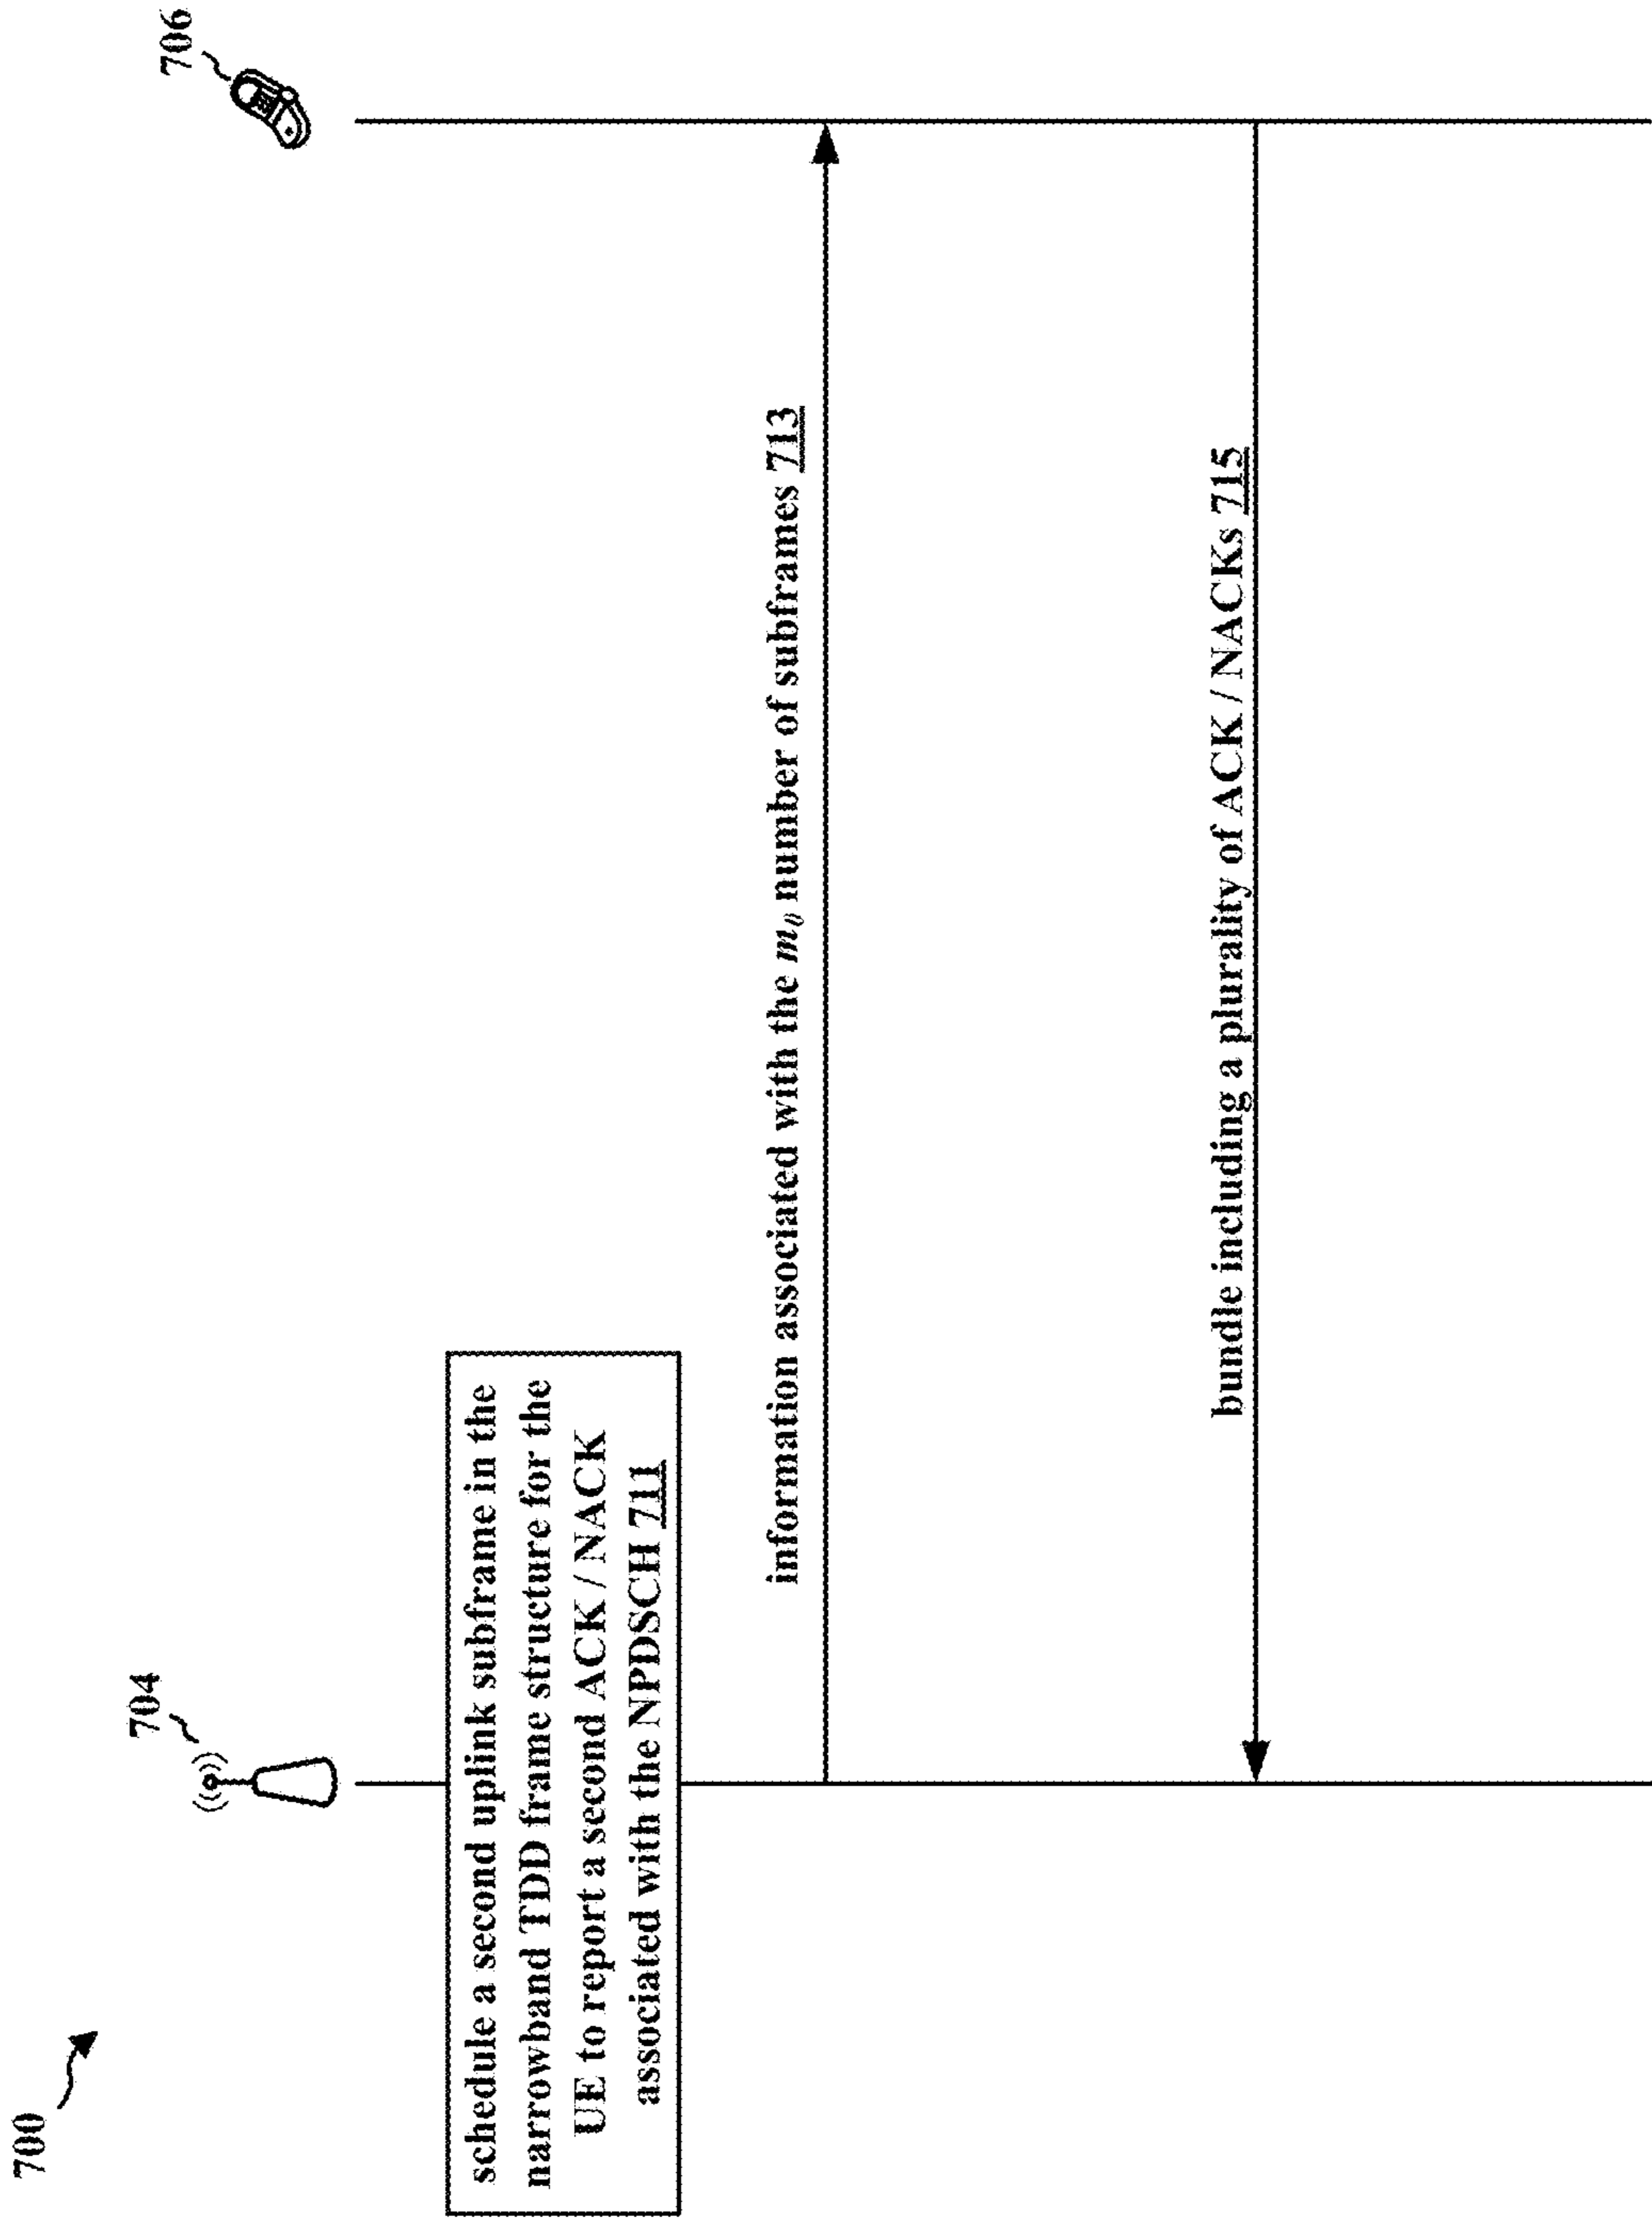 700
704
706
schedule a second uplink subframe in the
narrowband TDD frame structure for the
UE to report a second ACK / NACK
associated with the NPDSCH 711
information associated with the m₀ number of subframes 713
bundle including a plurality of ACK / NACKs 715